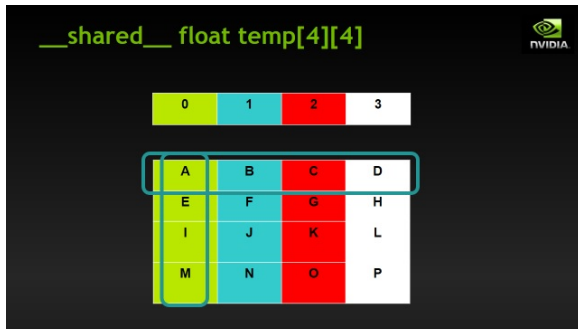 __shared__ float temp[4][4]
NVIDIA
0 1 2 3
A B C D
E F G H
I J K L
M N O P